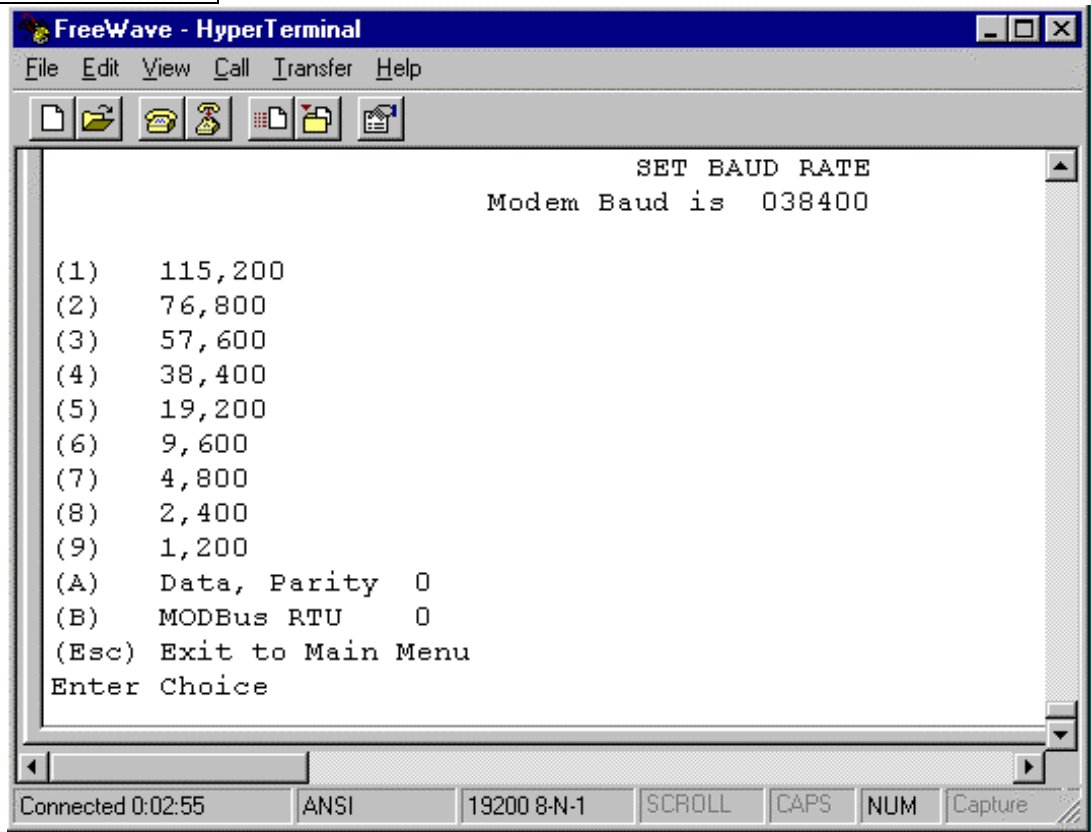 FreeWave - HyperTerminal
File Edit View Call Transfer Help
SET BAUD RATE
Modem Baud is 038400
(1) 115,200
(2) 76,800
(3) 57,600
(4) 38,400
(5) 19,200
(6) 9,600
(7) 4,800
(8) 2,400
(9) 1,200
(A) Data, Parity 0
(B) MODBus RTU 0
(Esc) Exit to Main Menu
Enter Choice
Connected 0:02:55 ANSI 19200 8-N-1 SCROLL CAPS NUM Capture